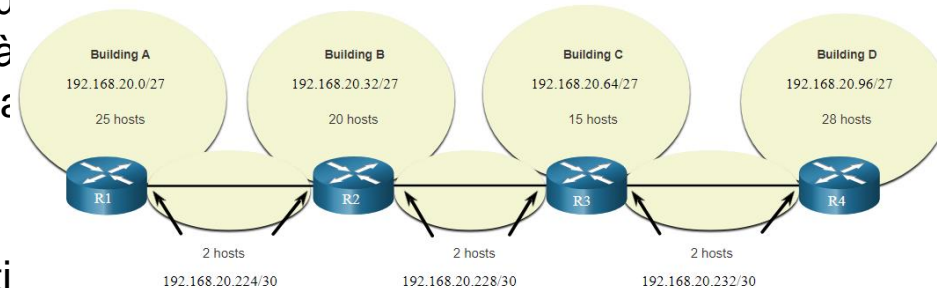 Building A
192.168.20.0/27
25 hosts
Building B
192.168.20.32/27
20 hosts
Building C
192.168.20.64/27
15 hosts
Building D
192.168.20.96/27
28 hosts
R1
R2
R3
R4
2 hosts
192.168.20.224/30
2 hosts
192.168.20.228/30
2 hosts
192.168.20.232/30